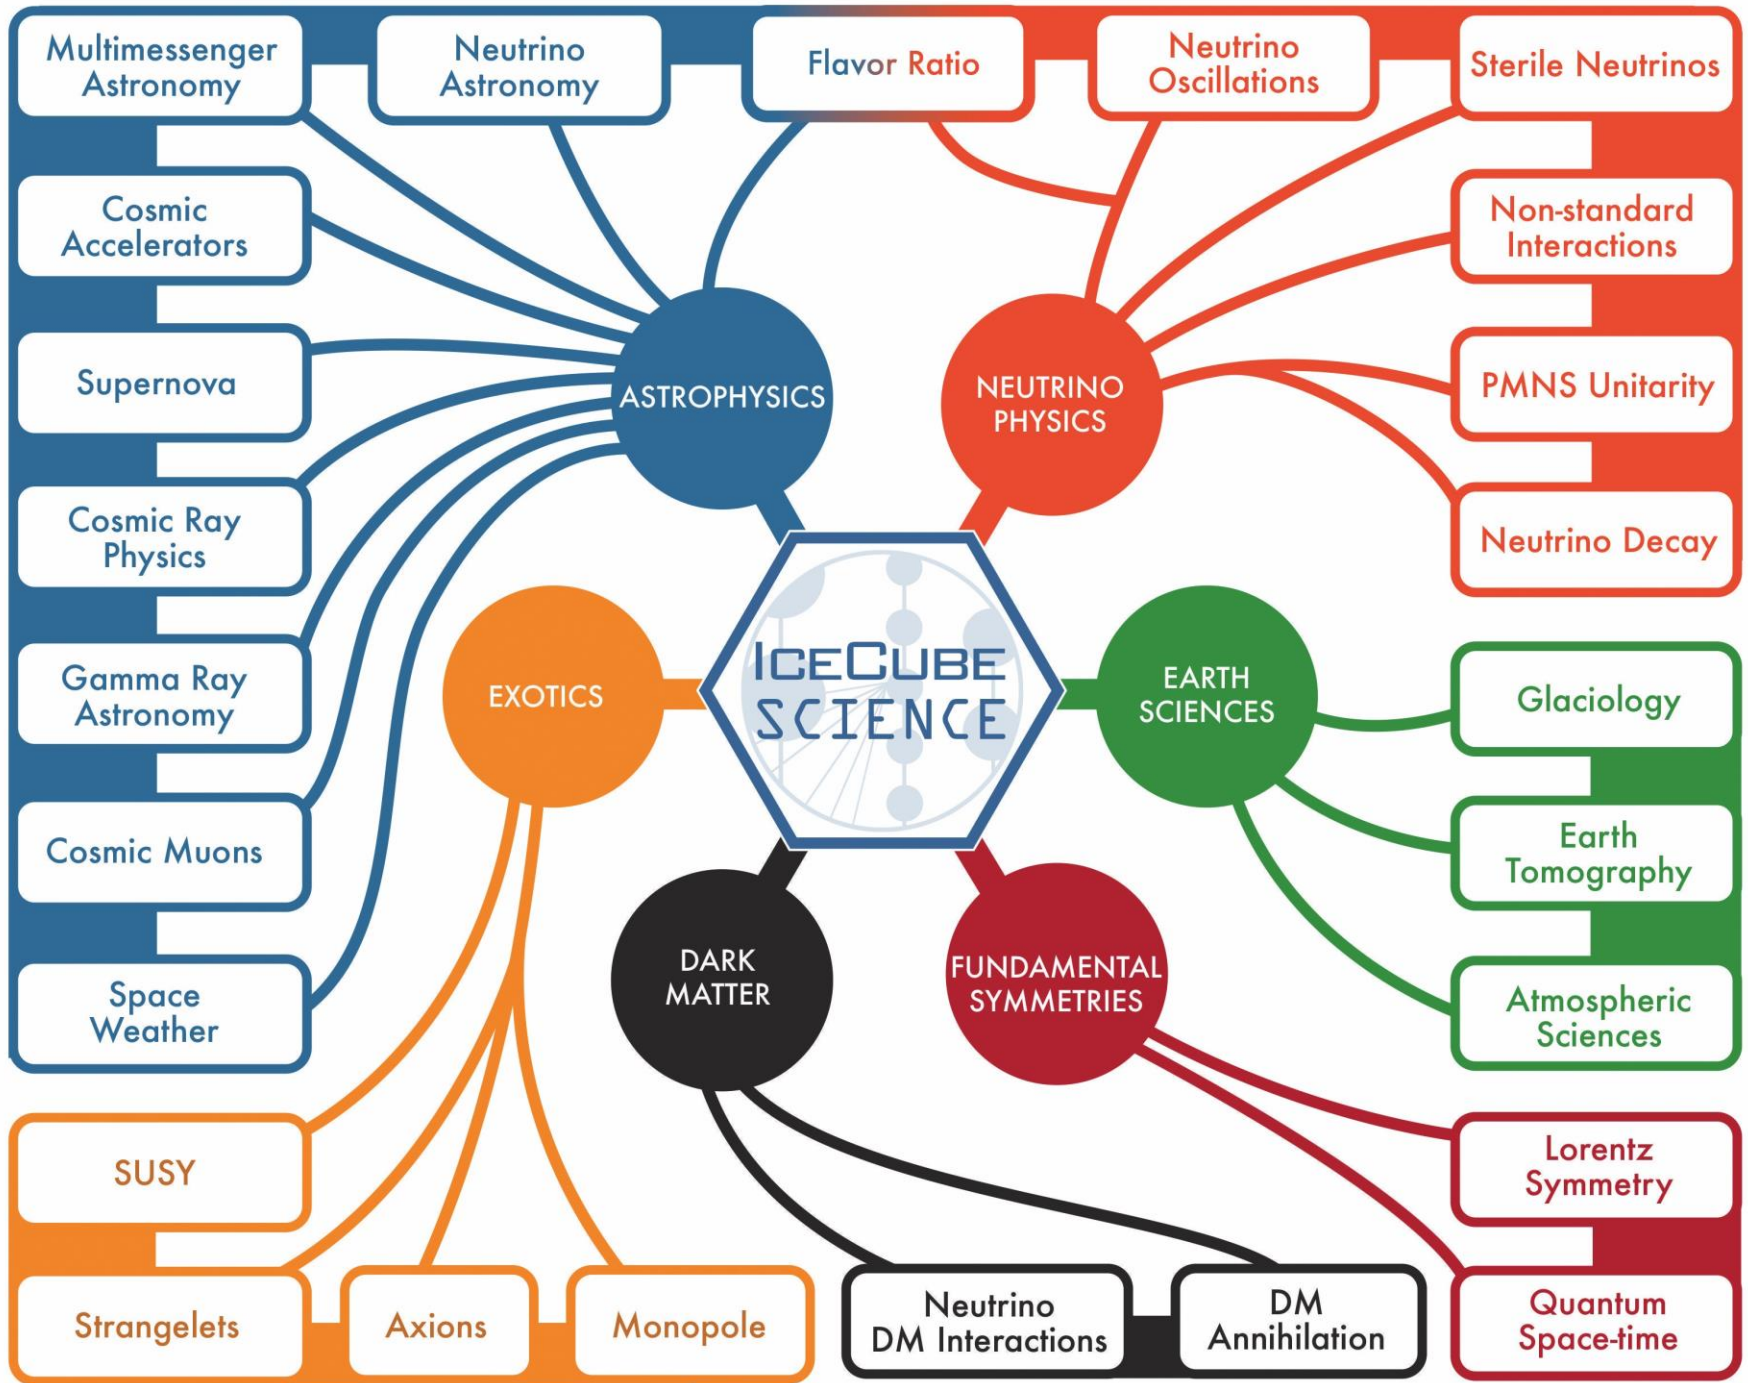 Multimessenger
Astronomy
Neutrino
Astronomy
Flavor Ratio
Neutrino
Oscillations
Sterile Neutrinos
Cosmic
Accelerators
Non-standard
Interactions
Supernova
ASTROPHYSICS
NEUTRINO
PHYSICS
PMNS Unitarity
Cosmic Ray
Physics
Neutrino Decay
Gamma Ray
Astronomy
EXOTICS
ICECUBE
SCIENCE
EARTH
SCIENCES
Glaciology
Cosmic Muons
Earth
Tomography
Space
Weather
DARK
MATTER
FUNDAMENTAL
SYMMETRIES
Atmospheric
Sciences
SUSY
Lorentz
Symmetry
Strangelets
Axions
Monopole
Neutrino
DM Interactions
DM
Annihilation
Quantum
Space-time